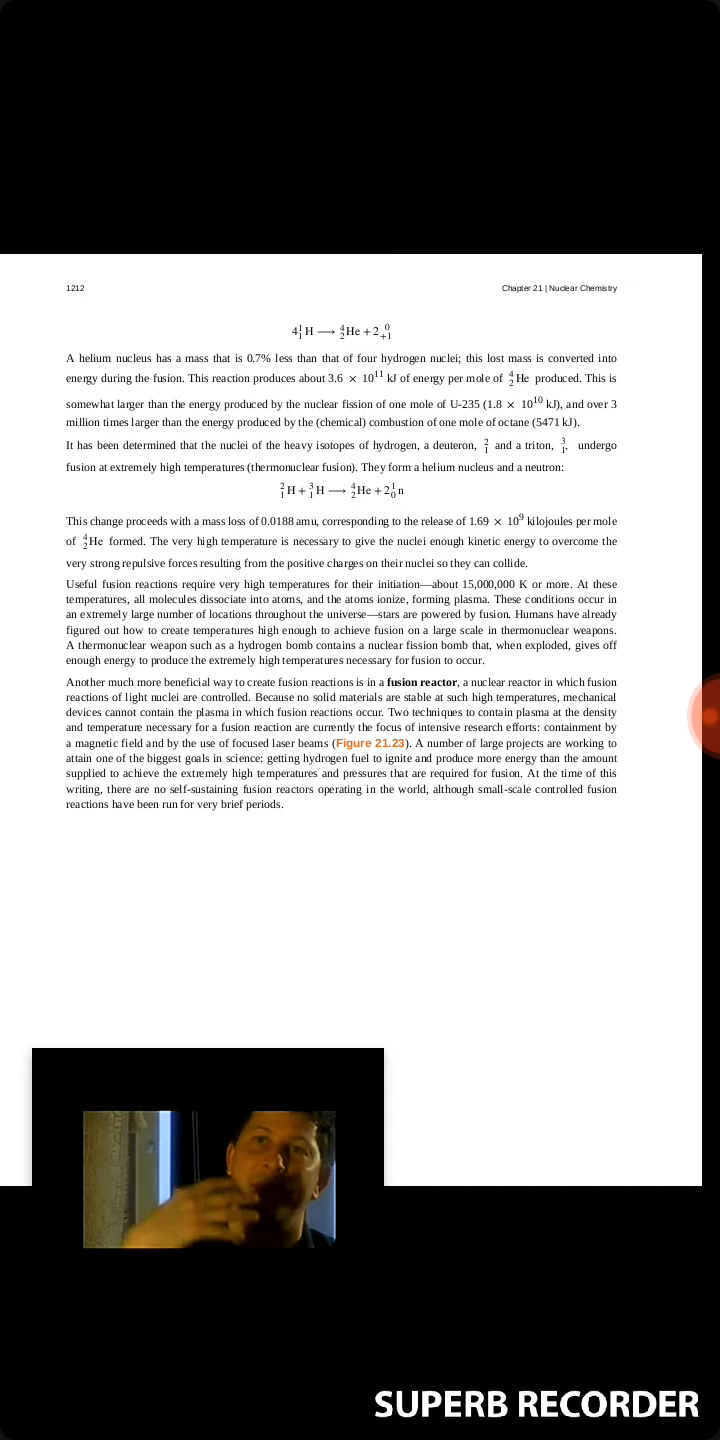 1212
Chapter 21 | Nuclear Chemistry
4 ¹₁H ⟶ ⁴₂He + 2 ⁰₊₁
A helium nucleus has a mass that is 0.7% less than that of four hydrogen nuclei; this lost mass is converted into
energy during the fusion. This reaction produces about 3.6 × 10¹¹ kJ of energy per mole of ⁴₂He produced. This is
somewhat larger than the energy produced by the nuclear fission of one mole of U-235 (1.8 × 10¹⁰ kJ), and over 3
million times larger than the energy produced by the (chemical) combustion of one mole of octane (5471 kJ).
It has been determined that the nuclei of the heavy isotopes of hydrogen, a deuteron, ²₁ and a triton, ³₁, undergo
fusion at extremely high temperatures (thermonuclear fusion). They form a helium nucleus and a neutron:
²₁H + ³₁H ⟶ ⁴₂He + 2 ¹₀n
This change proceeds with a mass loss of 0.0188 amu, corresponding to the release of 1.69 × 10⁹ kilojoules per mole
of ⁴₂He formed. The very high temperature is necessary to give the nuclei enough kinetic energy to overcome the
very strong repulsive forces resulting from the positive charges on their nuclei so they can collide.
Useful fusion reactions require very high temperatures for their initiation—about 15,000,000 K or more. At these
temperatures, all molecules dissociate into atoms, and the atoms ionize, forming plasma. These conditions occur in
an extremely large number of locations throughout the universe—stars are powered by fusion. Humans have already
figured out how to create temperatures high enough to achieve fusion on a large scale in thermonuclear weapons.
A thermonuclear weapon such as a hydrogen bomb contains a nuclear fission bomb that, when exploded, gives off
enough energy to produce the extremely high temperatures necessary for fusion to occur.
Another much more beneficial way to create fusion reactions is in a fusion reactor, a nuclear reactor in which fusion
reactions of light nuclei are controlled. Because no solid materials are stable at such high temperatures, mechanical
devices cannot contain the plasma in which fusion reactions occur. Two techniques to contain plasma at the density
and temperature necessary for a fusion reaction are currently the focus of intensive research efforts: containment by
a magnetic field and by the use of focused laser beams (Figure 21.23). A number of large projects are working to
attain one of the biggest goals in science: getting hydrogen fuel to ignite and produce more energy than the amount
supplied to achieve the extremely high temperatures and pressures that are required for fusion. At the time of this
writing, there are no self-sustaining fusion reactors operating in the world, although small-scale controlled fusion
reactions have been run for very brief periods.
SUPERB RECORDER